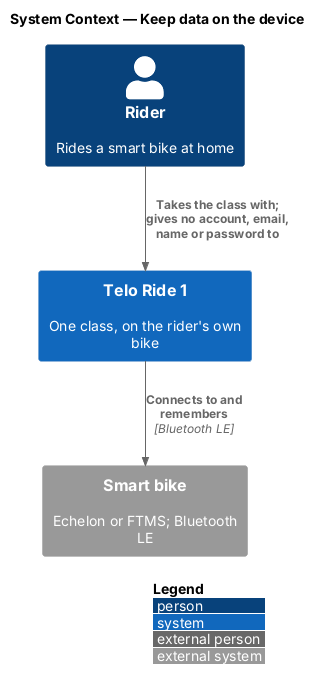 System Context — Keep data on the device
Rider
Rides a smart bike at home
Takes the class with;
gives no account, email,
name or password to
Telo Ride 1
One class, on the rider's own
bike
Connects to and
remembers
[Bluetooth LE]
Smart bike
Echelon or FTMS; Bluetooth
LE
Legend
person
system
external person
external system